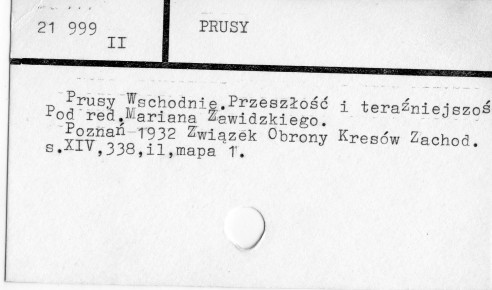 21 999
II
PRUSY
Prusy Wschodnie.Przeszłość i teraźniejszoś
Pod red.Mariana Zawidzkiego.
Poznań 1932 Związek Obrony Kresów Zachod.
s.XIV,338,il,mapa 1.